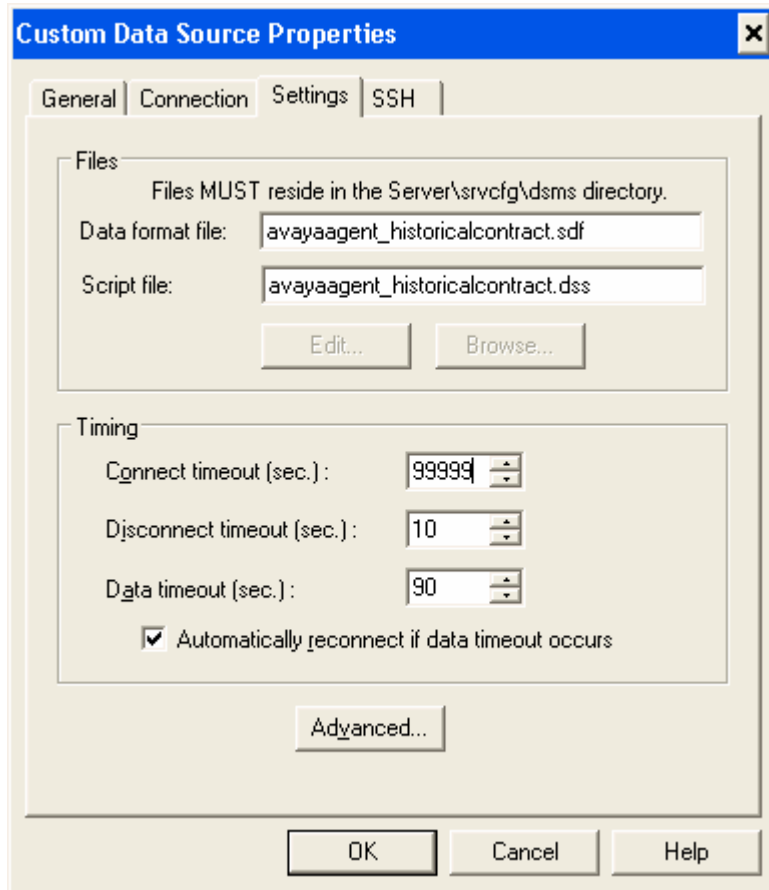 Custom Data Source Properties
General Connection Settings SSH
Files
Files MUST reside in the Server\srvcfg\dsms directory.
Data format file: avayaagent_historicalcontract.sdf
Script file: avayaagent_historicalcontract.dss
Edit... Browse...
Timing
Connect timeout (sec.) : 99999
Disconnect timeout (sec.) : 10
Data timeout (sec.) : 90
Automatically reconnect if data timeout occurs
Advanced...
OK Cancel Help